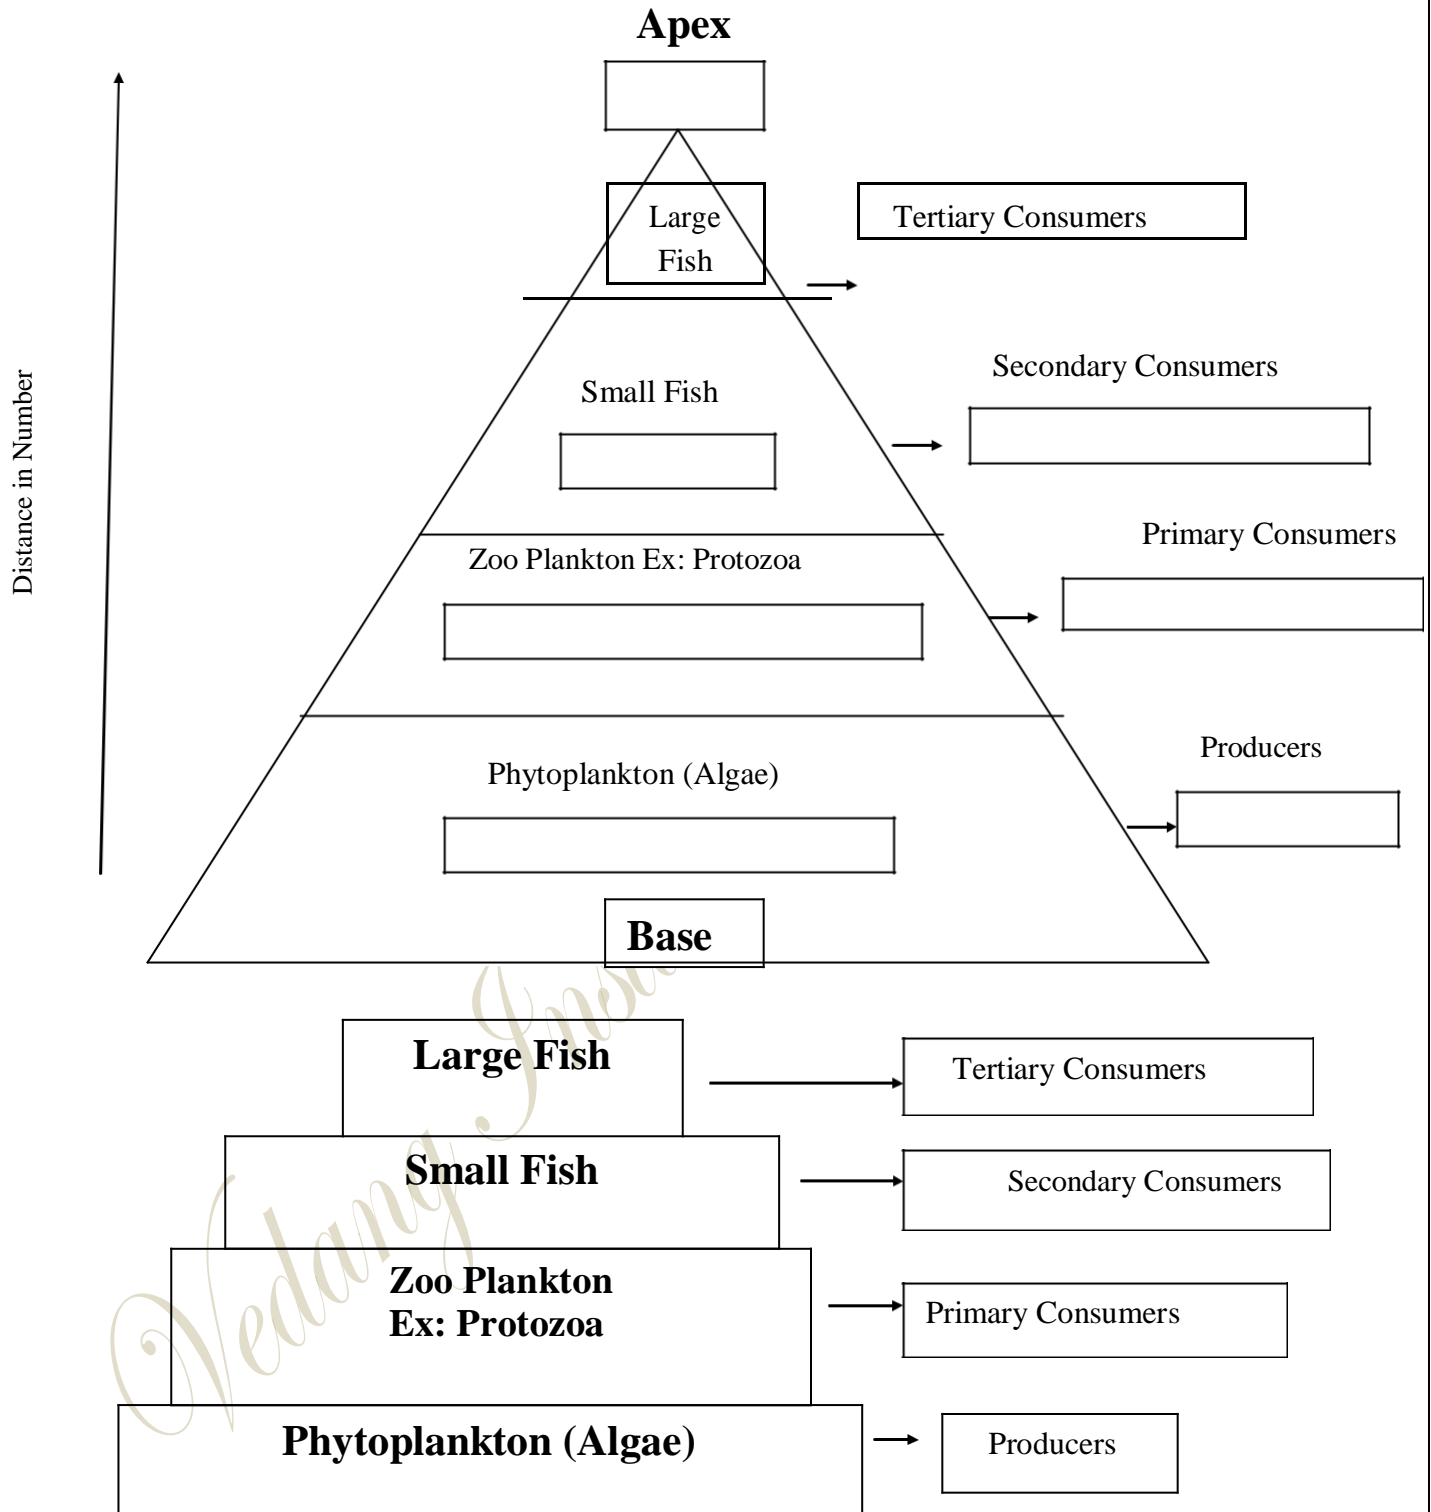 Apex
Large
Fish
Tertiary Consumers
Distance in Number
Small Fish
Secondary Consumers
Zoo Plankton Ex: Protozoa
Primary Consumers
Phytoplankton (Algae)
Producers
Base
Large Fish
Tertiary Consumers
Small Fish
Secondary Consumers
Zoo Plankton
Ex: Protozoa
Primary Consumers
Phytoplankton (Algae)
Producers
Vedang